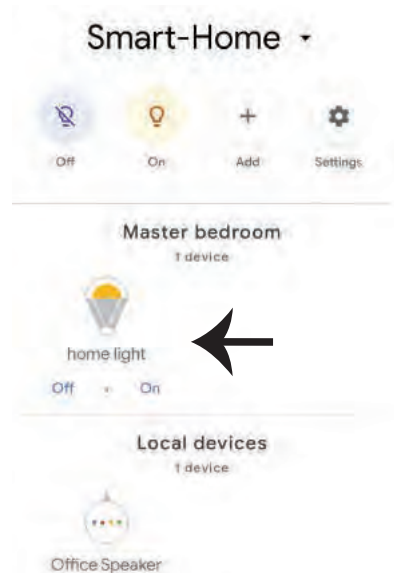 Smart-Home
Off On Add Settings
Master bedroom
1 device
home light
Off · On
Local devices
1 device
Office Speaker